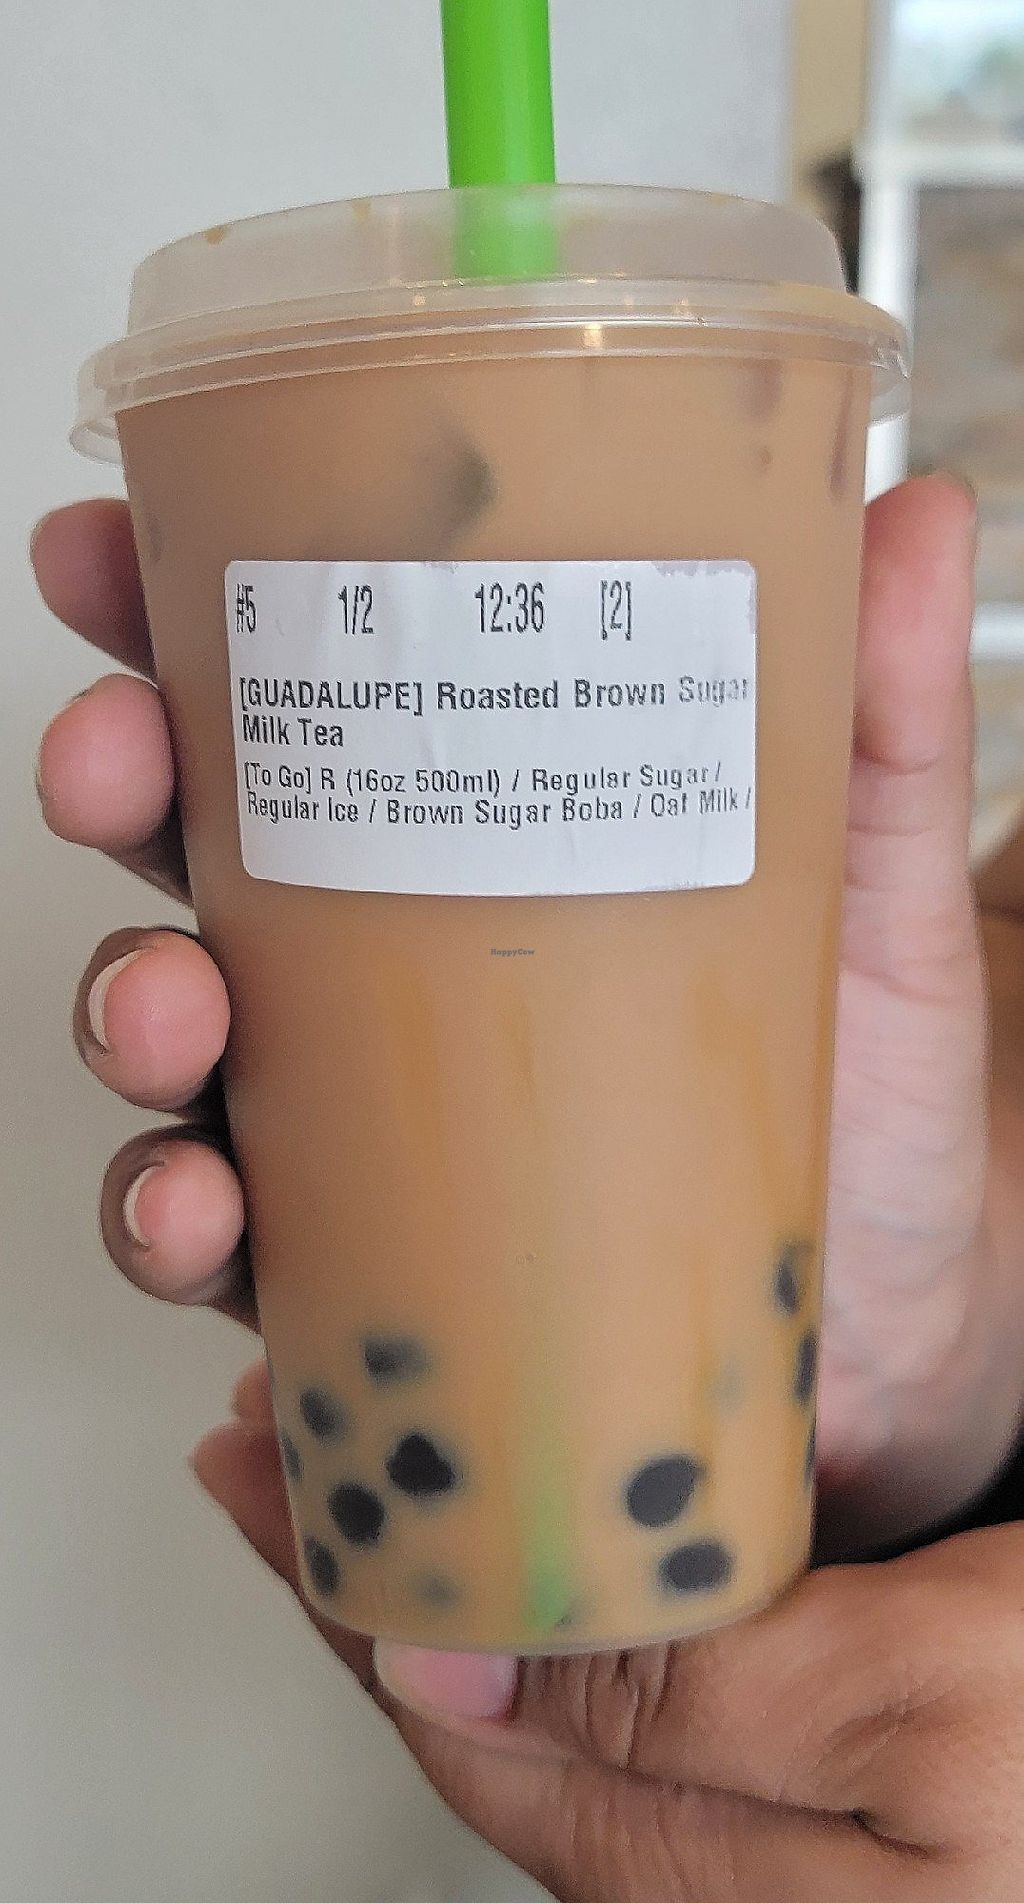 #5 1/2 12:36 [2]
[GUADALUPE] Roasted Brown Sugar
Milk Tea
[To Go] R (16oz 500ml) / Regular Sugar /
Regular Ice / Brown Sugar Boba / Oat Milk /
HappyCow